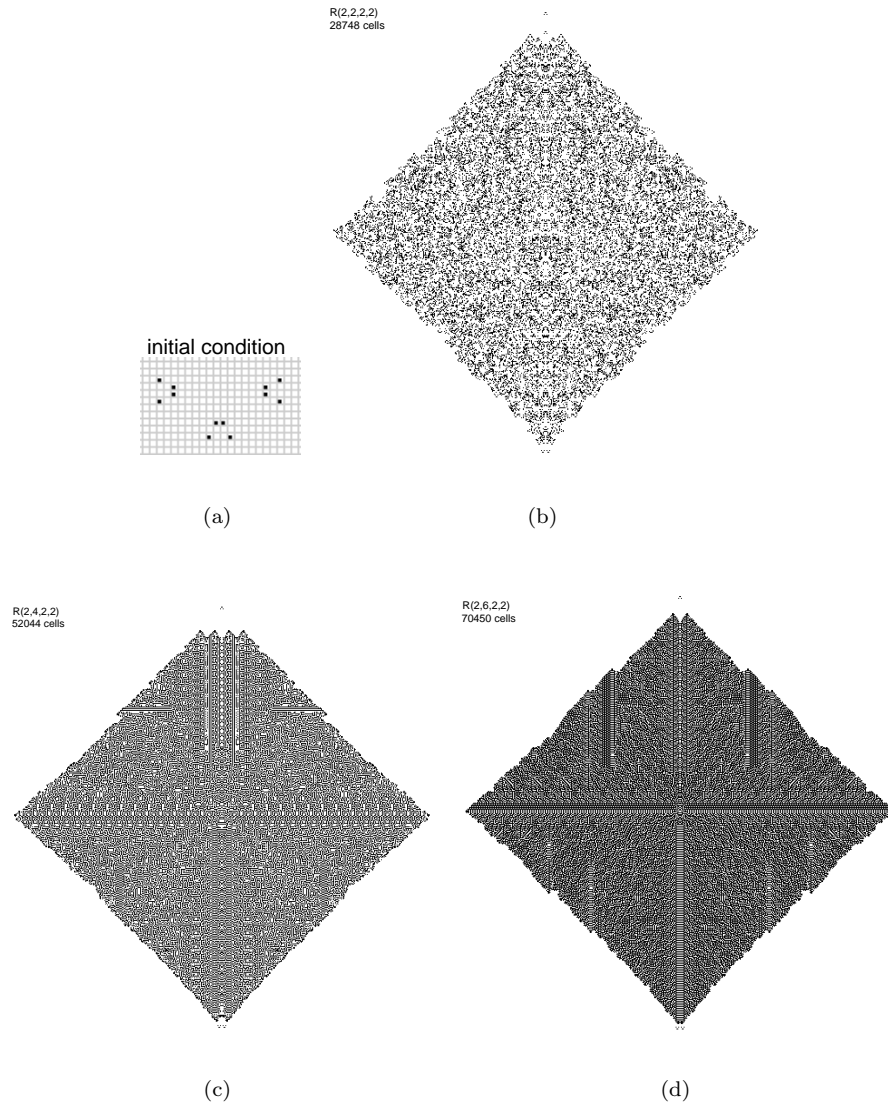 R(2,2,2,2)
28748 cells
initial condition
(a)
(b)
R(2,4,2,2)
52044 cells
R(2,6,2,2)
70450 cells
(c)
(d)